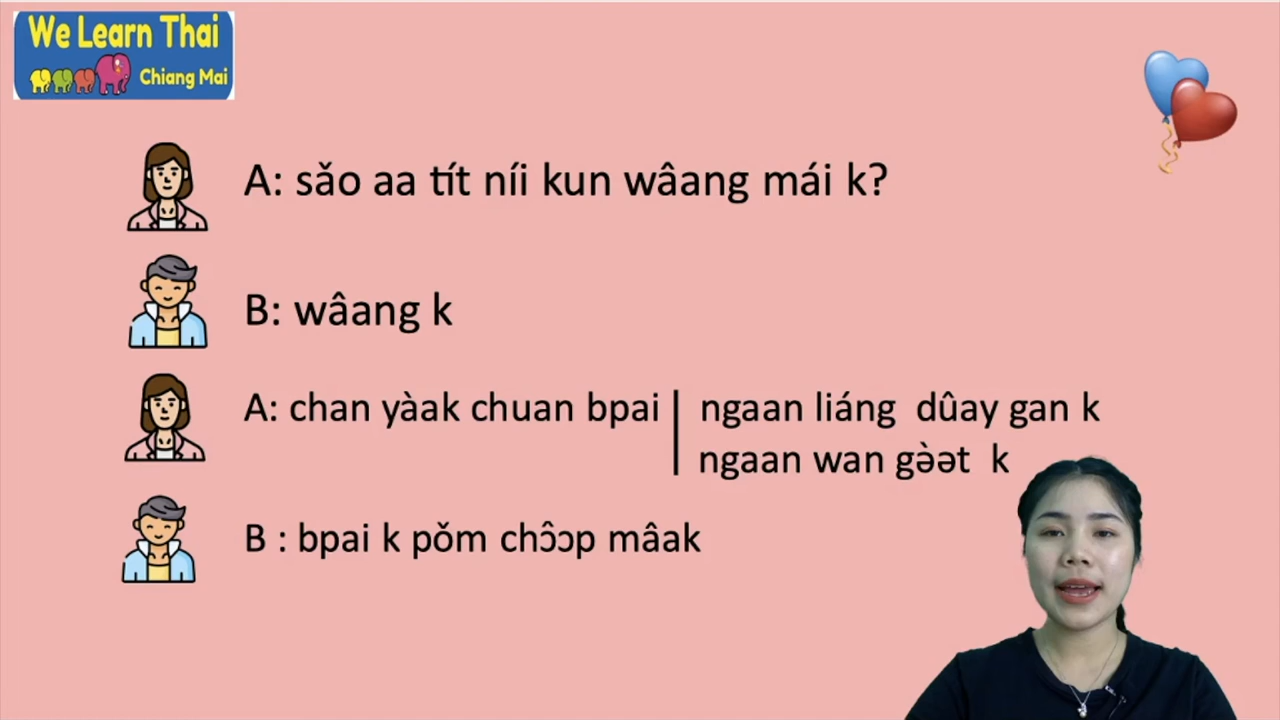 We Learn Thai
Chiang Mai
A: sǎo aa tít níi kun wâang mái k?
B: wâang k
A: chan yàak chuan bpai | ngaan liáng dûay gan k
ngaan wan gə̀ət k
B : bpai k pǒm chɔ̂ɔp mâak